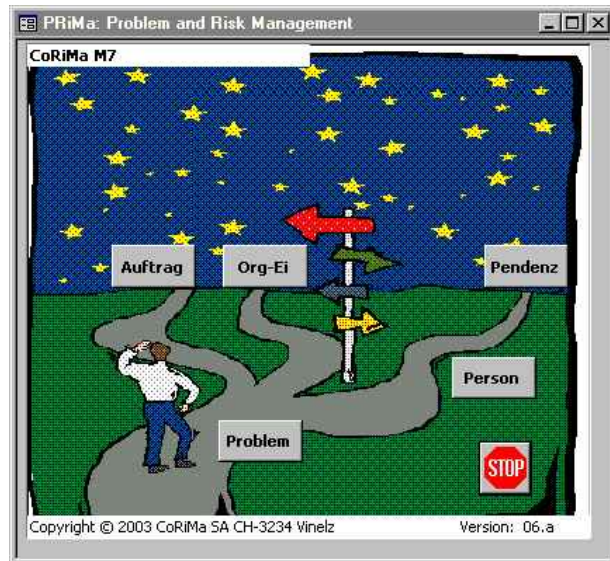 PRiMa: Problem and Risk Management
CoRiMa M7
Auftrag
Org-Ei
Pendenz
Person
Problem
STOP
Copyright © 2003 CoRiMa SA CH-3234 Vinelz Version: 06.a